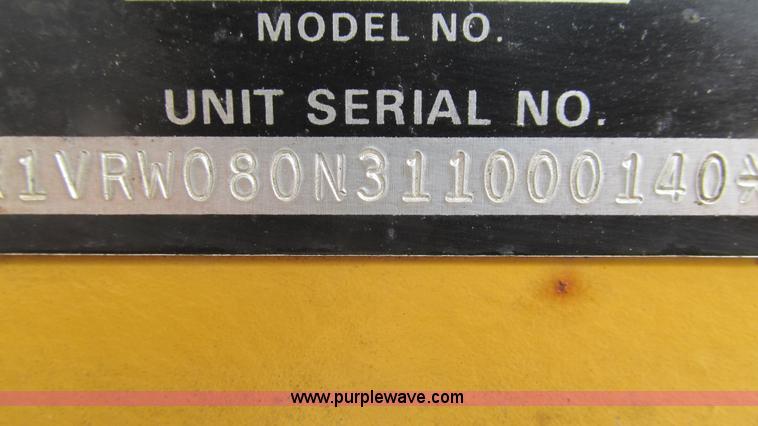 MODEL NO.
UNIT SERIAL NO.
*1VRW080N311000140*
www.purplewave.com